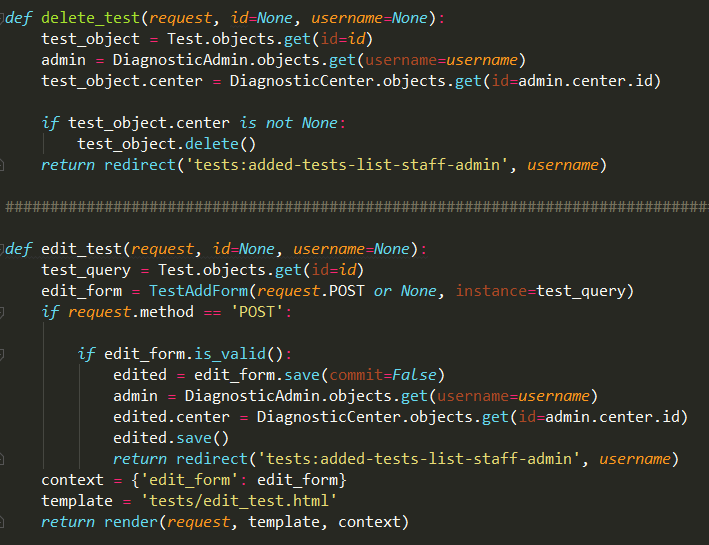 def delete_test(request, id=None, username=None):
    test_object = Test.objects.get(id=id)
    admin = DiagnosticAdmin.objects.get(username=username)
    test_object.center = DiagnosticCenter.objects.get(id=admin.center.id)

    if test_object.center is not None:
        test_object.delete()
    return redirect('tests:added-tests-list-staff-admin', username)

##############################################################################

def edit_test(request, id=None, username=None):
    test_query = Test.objects.get(id=id)
    edit_form = TestAddForm(request.POST or None, instance=test_query)
    if request.method == 'POST':

        if edit_form.is_valid():
            edited = edit_form.save(commit=False)
            admin = DiagnosticAdmin.objects.get(username=username)
            edited.center = DiagnosticCenter.objects.get(id=admin.center.id)
            edited.save()
            return redirect('tests:added-tests-list-staff-admin', username)
    context = {'edit_form': edit_form}
    template = 'tests/edit_test.html'
    return render(request, template, context)